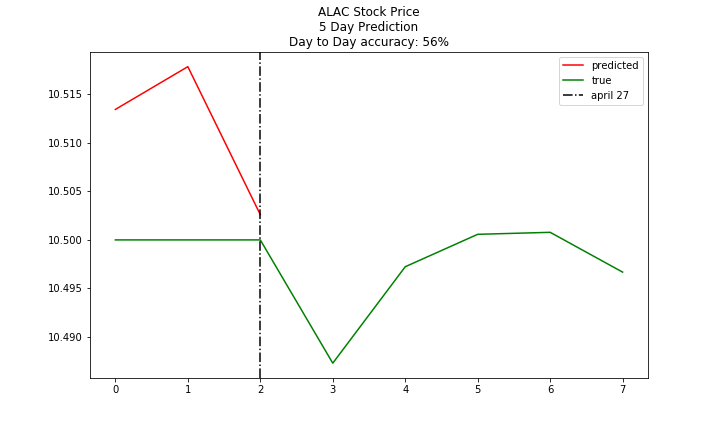 ALAC Stock Price
5 Day Prediction
Day to Day accuracy: 56%
predicted
true
april 27
10.515
10.510
10.505
10.500
10.495
10.490
0 1 2 3 4 5 6 7